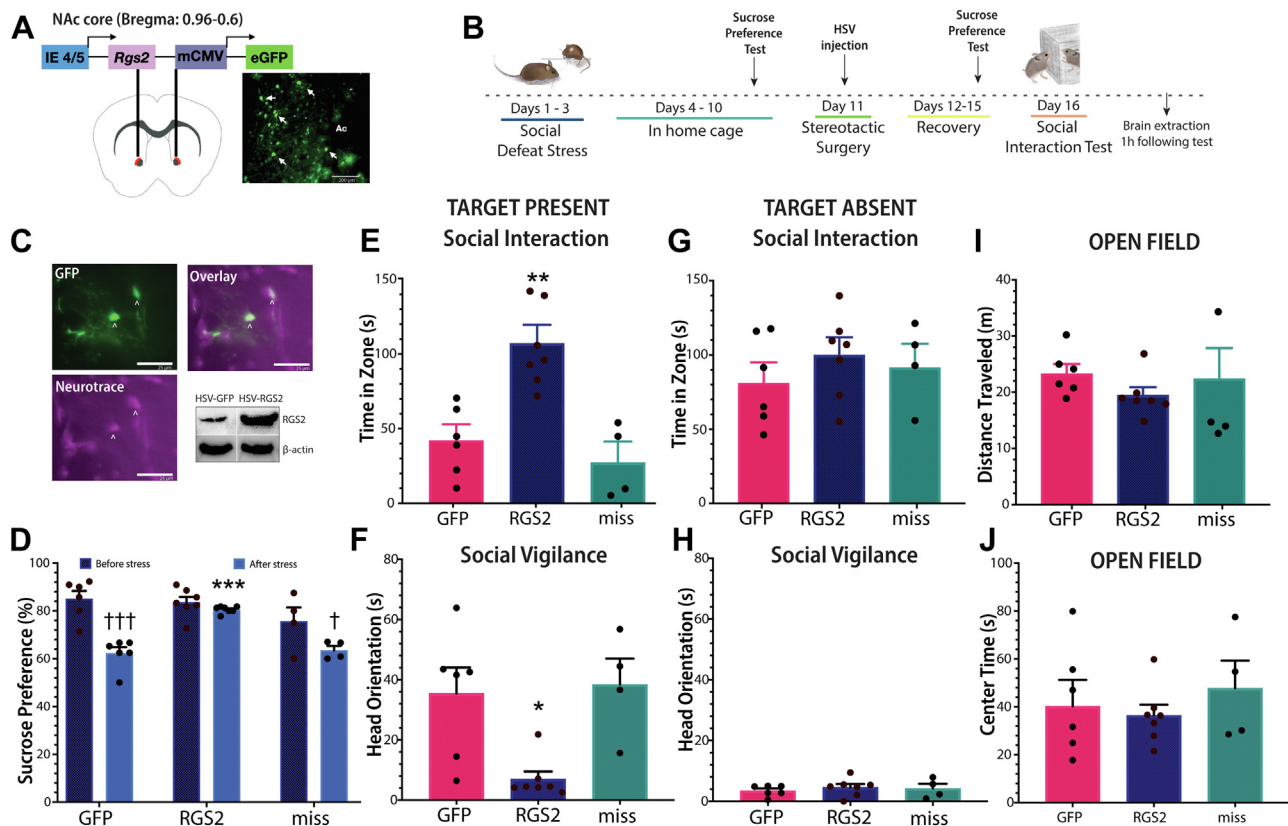 A
NAc core (Bregma: 0.96-0.6)
IE 4/5
Rgs2
mCMV
eGFP
Ac
200 µm
B
Sucrose
Preference
Test
HSV
injection
Sucrose
Preference
Test
Days 1 - 3
Social
Defeat Stress
Days 4 - 10
In home cage
Day 11
Stereotactic
Surgery
Days 12-15
Recovery
Day 16
Social
Interaction Test
Brain extraction
1h following test
C
GFP
^
^
25 µm
Overlay
^
^
25 µm
Neurotrace
^
^
25 µm
HSV-GFP HSV-RGS2
RGS2
β-actin
D
Before stress
After stress
Sucrose Preference (%)
100
80
60
40
20
0
†††
***
†
GFP
RGS2
miss
TARGET PRESENT
E
Social Interaction
Time in Zone (s)
150
100
50
0
**
GFP
RGS2
miss
F
Social Vigilance
Head Orientation (s)
80
60
40
20
0
*
GFP
RGS2
miss
TARGET ABSENT
G
Social Interaction
Time in Zone (s)
150
100
50
0
GFP
RGS2
miss
H
Social Vigilance
Head Orientation (s)
80
60
40
20
0
GFP
RGS2
miss
I
OPEN FIELD
Distance Traveled (m)
40
30
20
10
0
GFP
RGS2
miss
J
OPEN FIELD
Center Time (s)
100
80
60
40
20
0
GFP
RGS2
miss